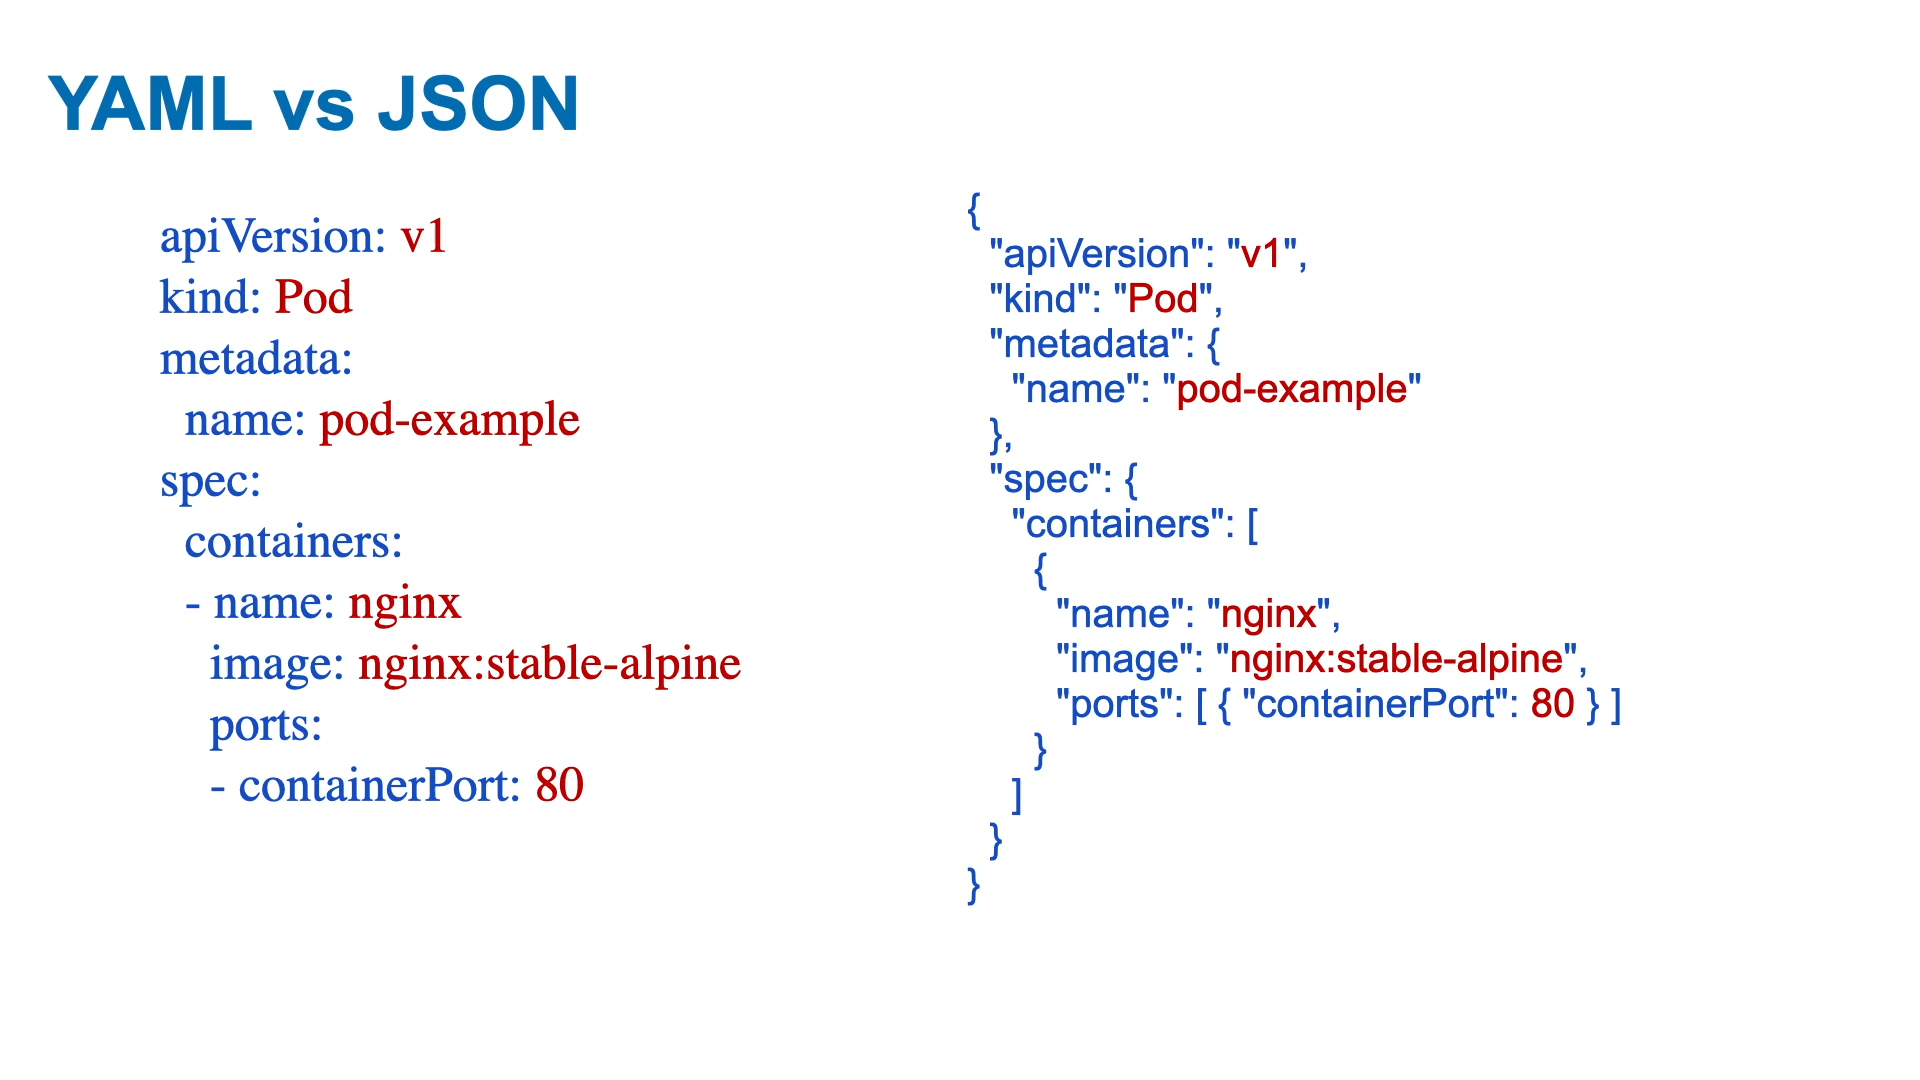 YAML vs JSON
apiVersion: v1
kind: Pod
metadata:
  name: pod-example
spec:
  containers:
  - name: nginx
    image: nginx:stable-alpine
    ports:
    - containerPort: 80
{
  "apiVersion": "v1",
  "kind": "Pod",
  "metadata": {
    "name": "pod-example"
  },
  "spec": {
    "containers": [
      {
        "name": "nginx",
        "image": "nginx:stable-alpine",
        "ports": [ { "containerPort": 80 } ]
      }
    ]
  }
}